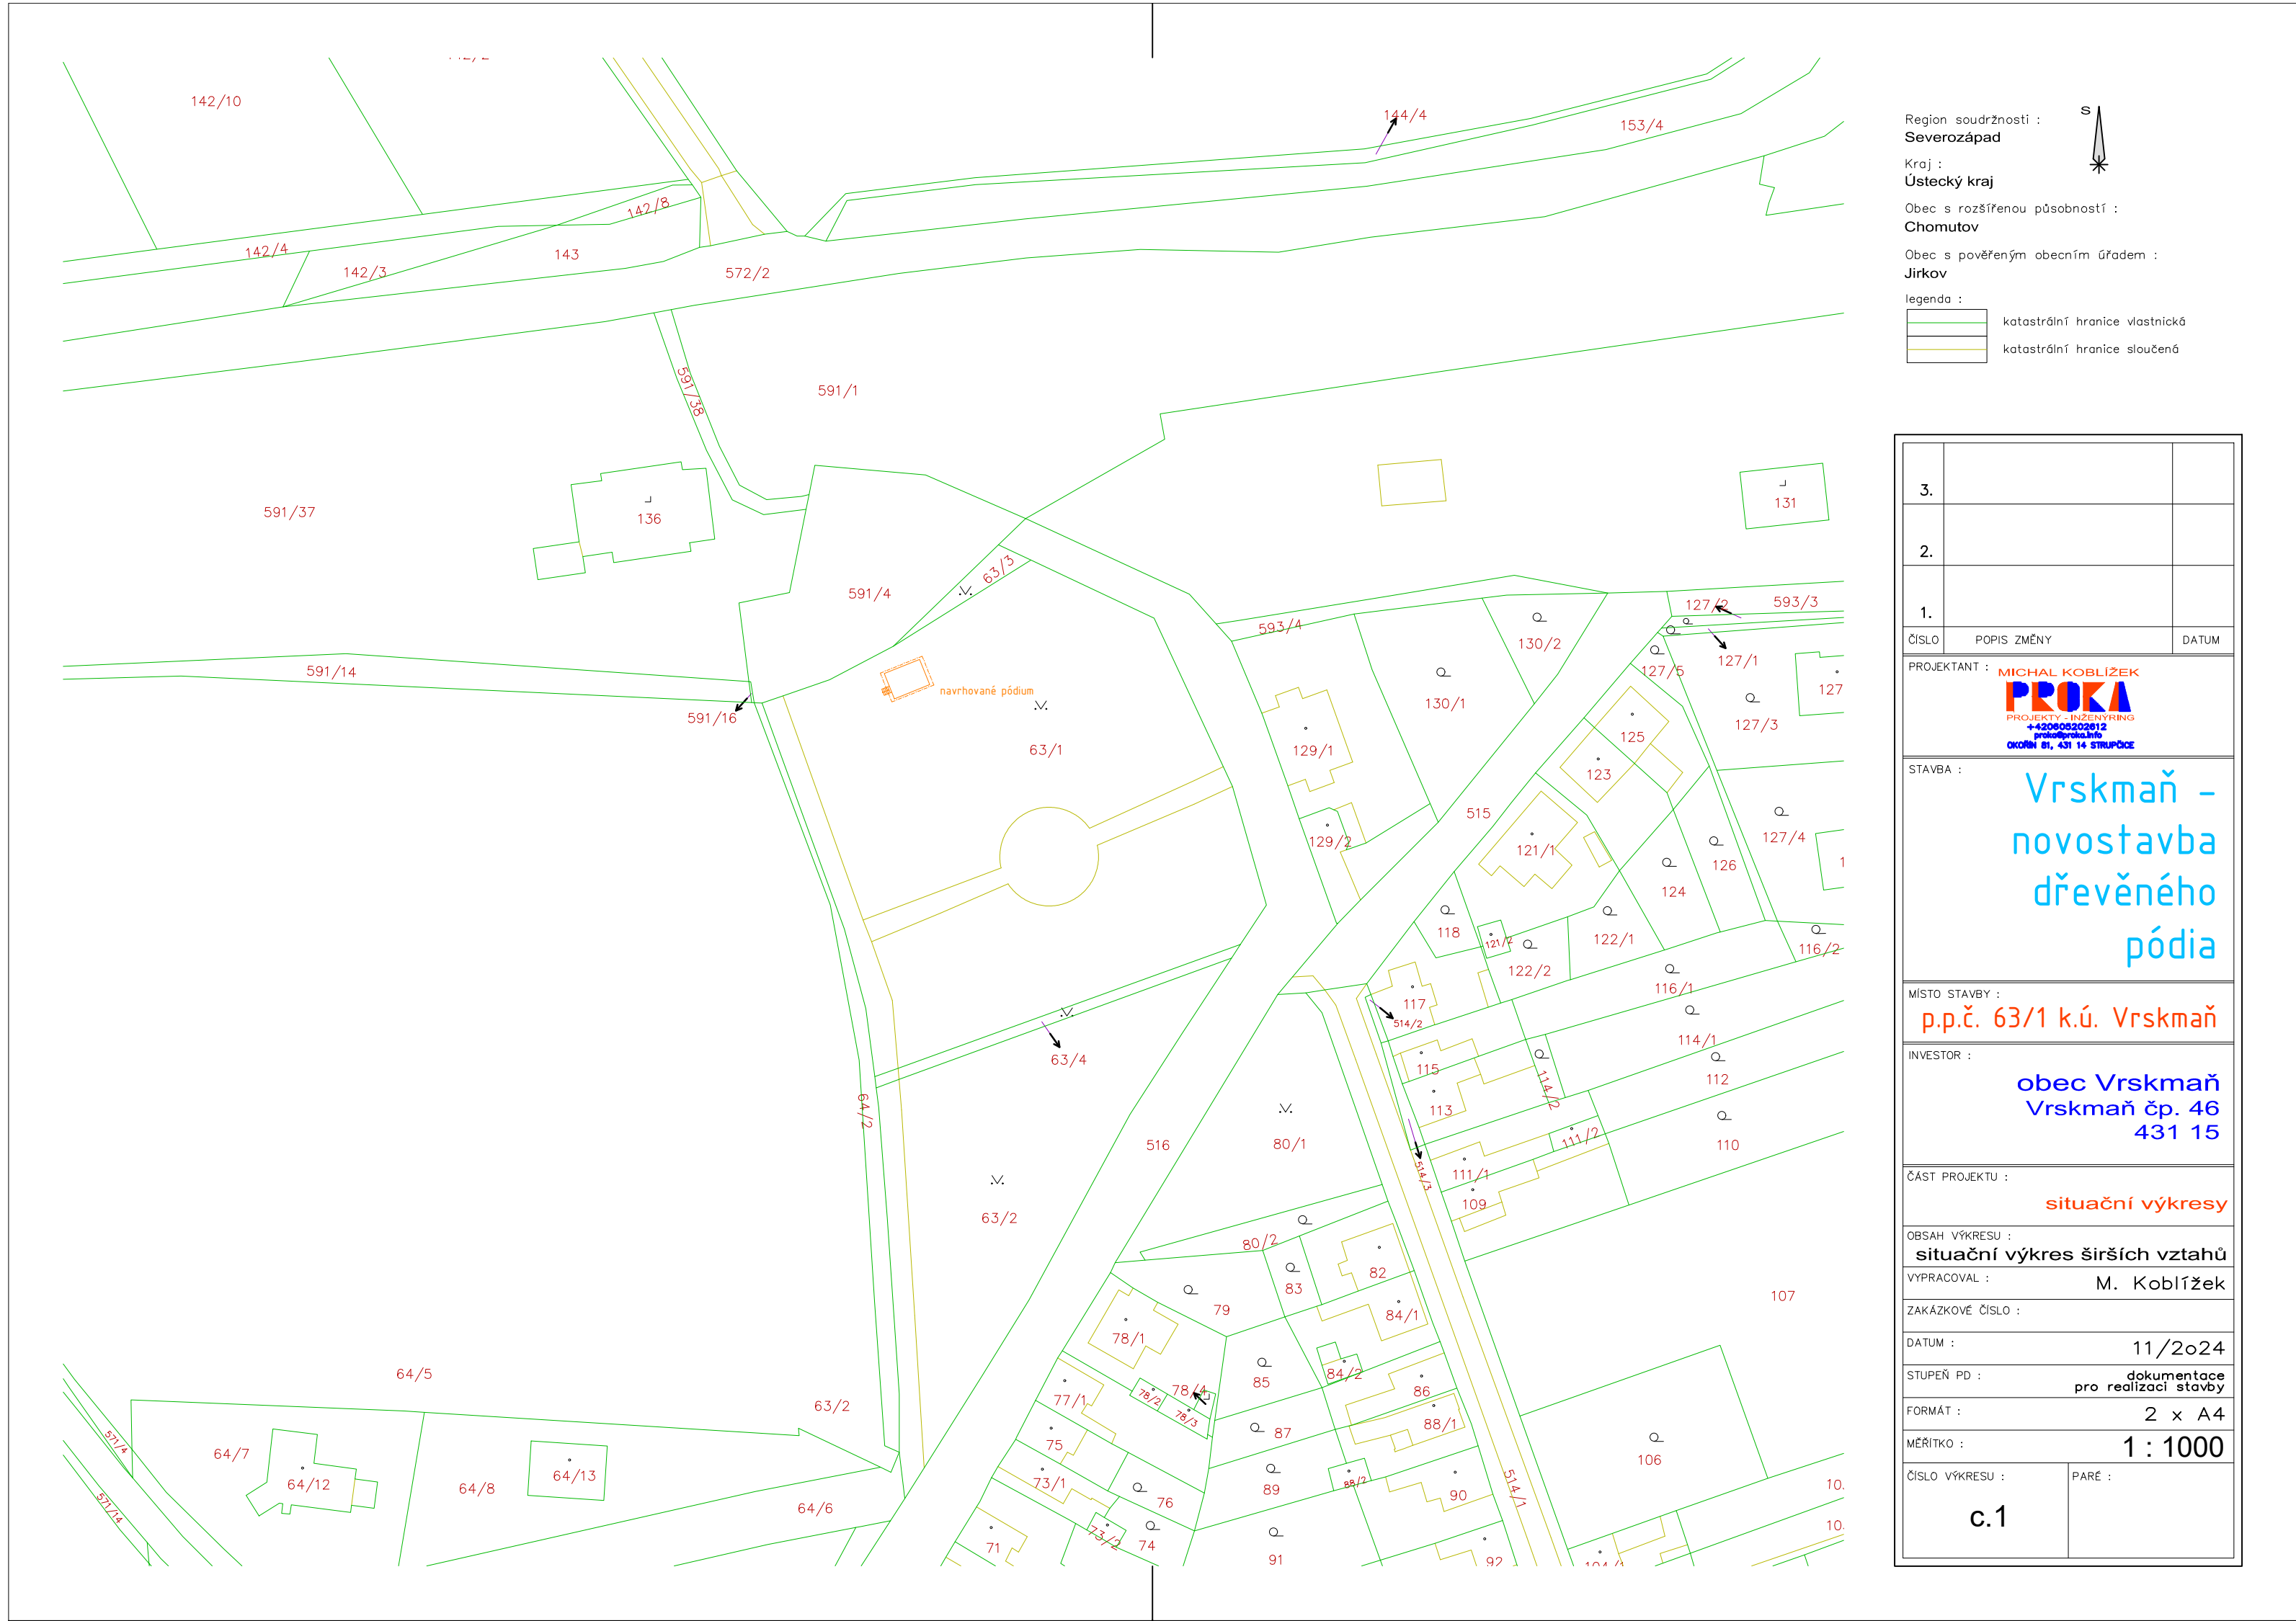 142/10
144/4
153/4
142/8
142/4
143
142/3
572/2
591/38
591/1
591/37
136
131
63/3
591/4
127/2
593/3
593/4
130/2
127/1
127/5
591/14
navrhované pódium
127
591/16
130/1
127/3
125
63/1
129/1
123
515
129/2
121/1
127/4
126
124
118
121/2
122/1
116/2
122/2
116/1
117
514/2
63/4
114/1
115
112
114/2
64/2
113
516
80/1
111/2
110
514/3
111/1
109
63/2
80/2
82
83
107
79
84/1
78/1
64/5
84/2
85
78/4
86
78/2
77/1
63/2
78/3
88/1
87
571/4
75
64/7
106
64/13
73/1
64/12
88/2
64/8
89
90
514/1
76
64/6
571/14
73/2
74
71
91
92
Region soudržnosti :
Severozápad
S
Kraj :
Ústecký kraj
Obec s rozšířenou působností :
Chomutov
Obec s pověřeným obecním úřadem :
Jirkov
legenda :
katastrální hranice vlastnická
katastrální hranice sloučená
3.
2.
1.
ČÍSLO POPIS ZMĚNY DATUM
PROJEKTANT :
MICHAL KOBLÍŽEK
PROKA
PROJEKTY - INŽENÝRING
+420605202612
proka@proka.info
OKOŘÍN 81, 431 14 STRUPČICE
STAVBA :
Vrskmaň -
novostavba
dřevěného
pódia
MÍSTO STAVBY :
p.p.č. 63/1 k.ú. Vrskmaň
INVESTOR :
obec Vrskmaň
Vrskmaň čp. 46
431 15
ČÁST PROJEKTU :
situační výkresy
OBSAH VÝKRESU :
situační výkres širších vztahů
VYPRACOVAL : M. Koblížek
ZAKÁZKOVÉ ČÍSLO :
DATUM : 11/2o24
STUPEŇ PD : dokumentace
pro realizaci stavby
FORMÁT : 2 x A4
MĚŘÍTKO : 1 : 1000
ČÍSLO VÝKRESU : PARÉ :
c.1